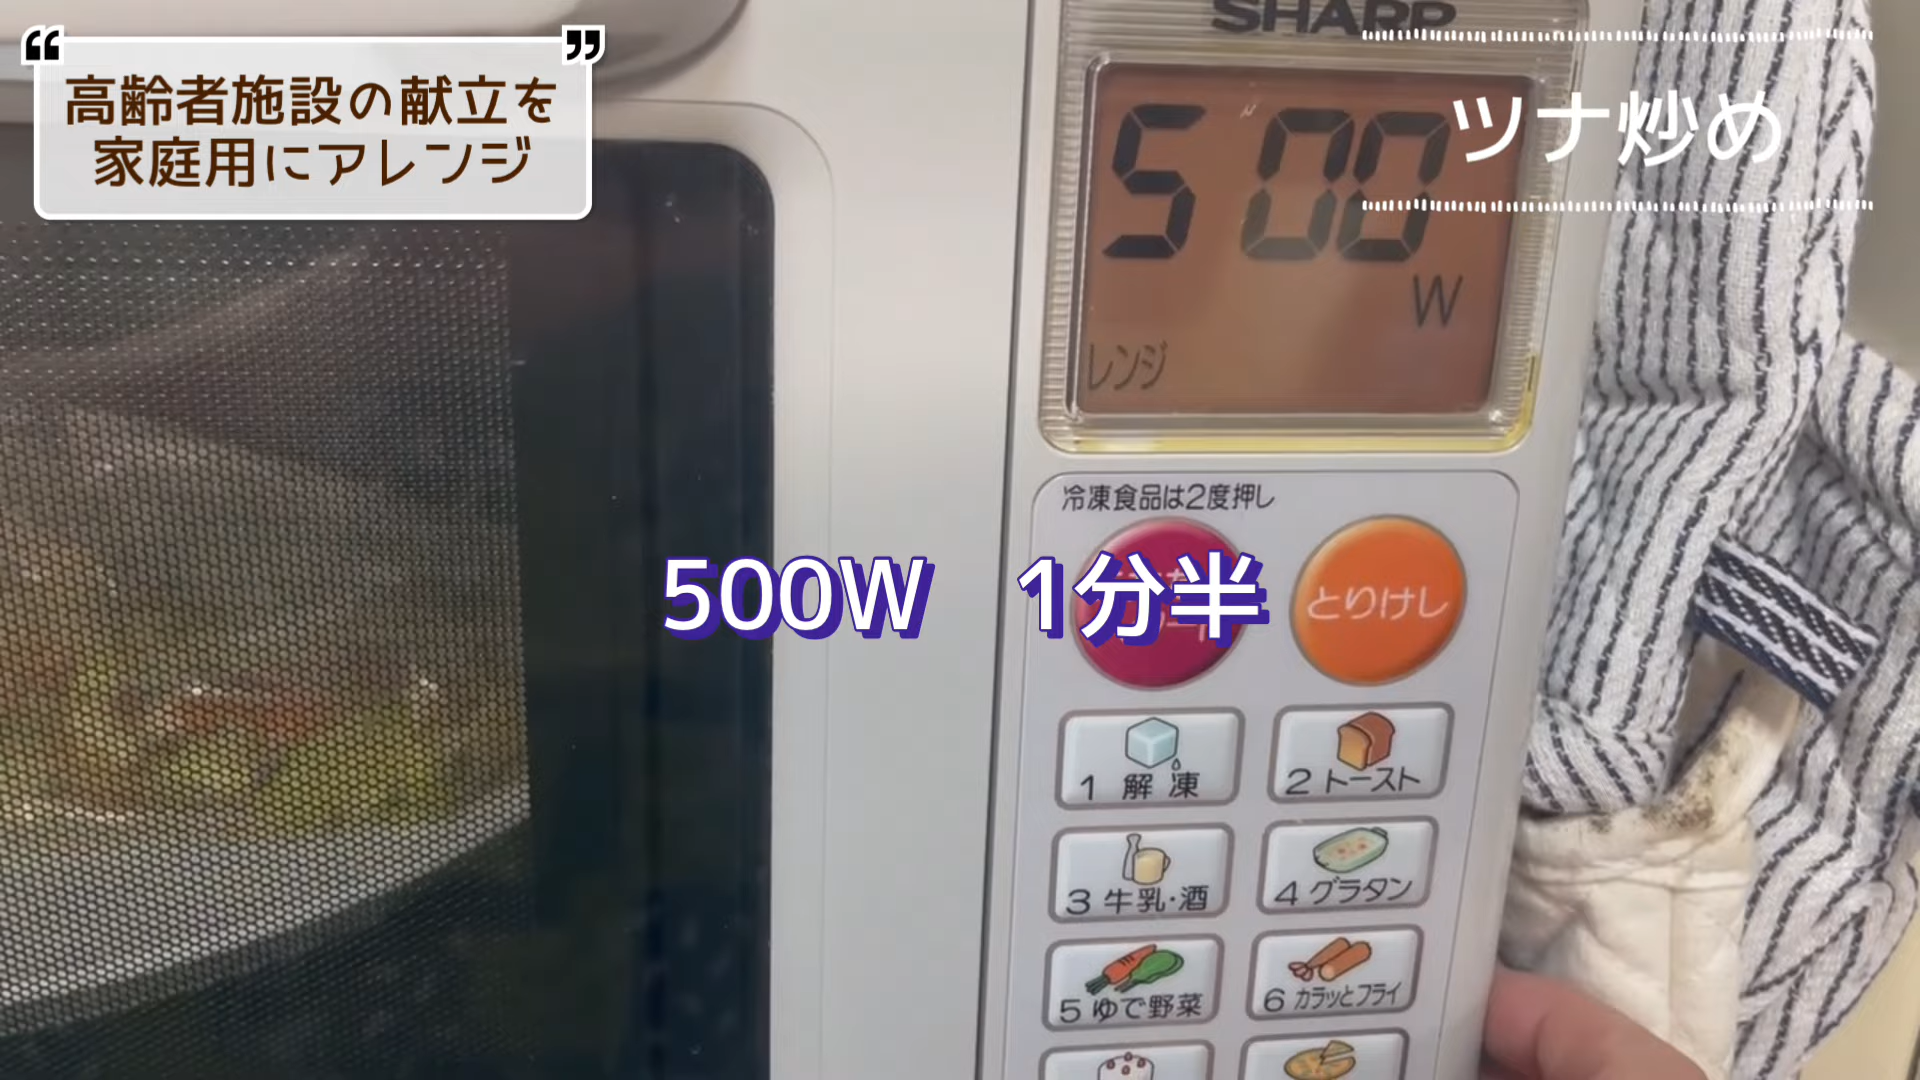 ❝ ❞
高齢者施設の献立を
家庭用にアレンジ
SHARP
ツナ炒め
500
W
レンジ
冷凍食品は2度押し
500W 1分半
とりけし
1 解凍
2 トースト
3 牛乳・酒
4 グラタン
5 ゆで野菜
6 カラッとフライ